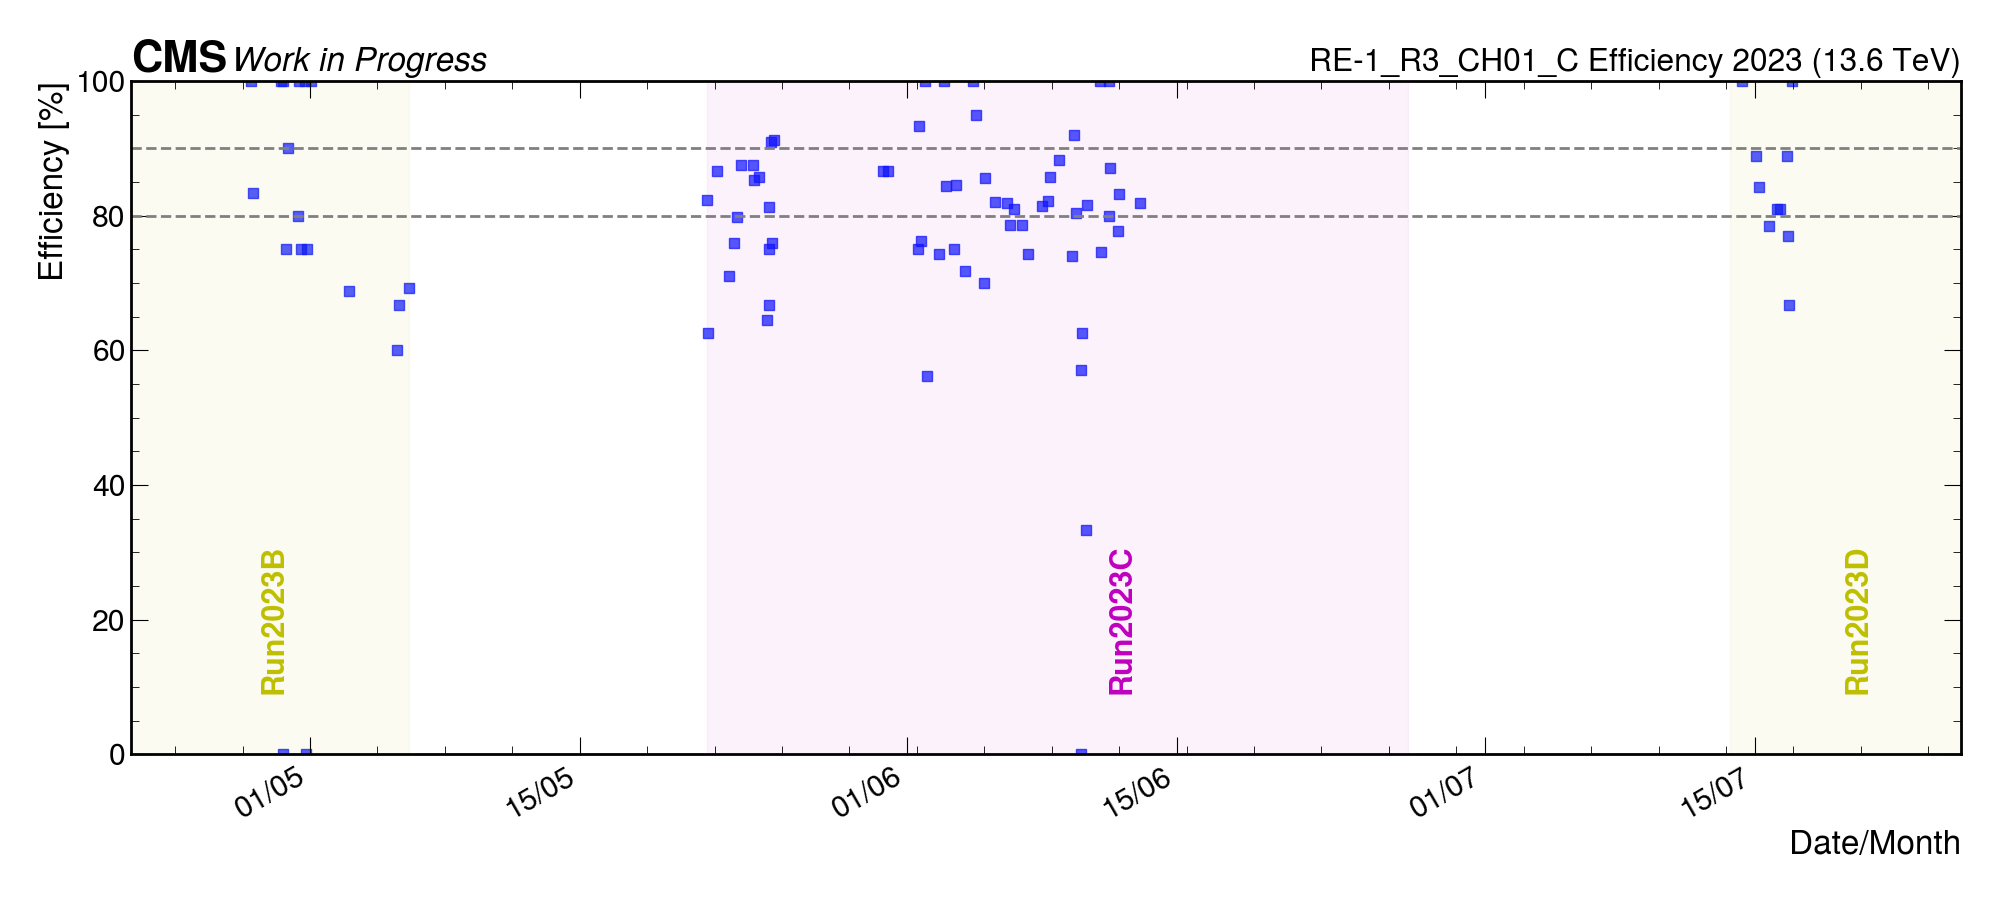 CMS Work in Progress
RE-1_R3_CH01_C Efficiency 2023 (13.6 TeV)
Efficiency [%]
100
80
60
40
20
0
Run2023B
Run2023C
Run2023D
01/05
15/05
01/06
15/06
01/07
15/07
Date/Month